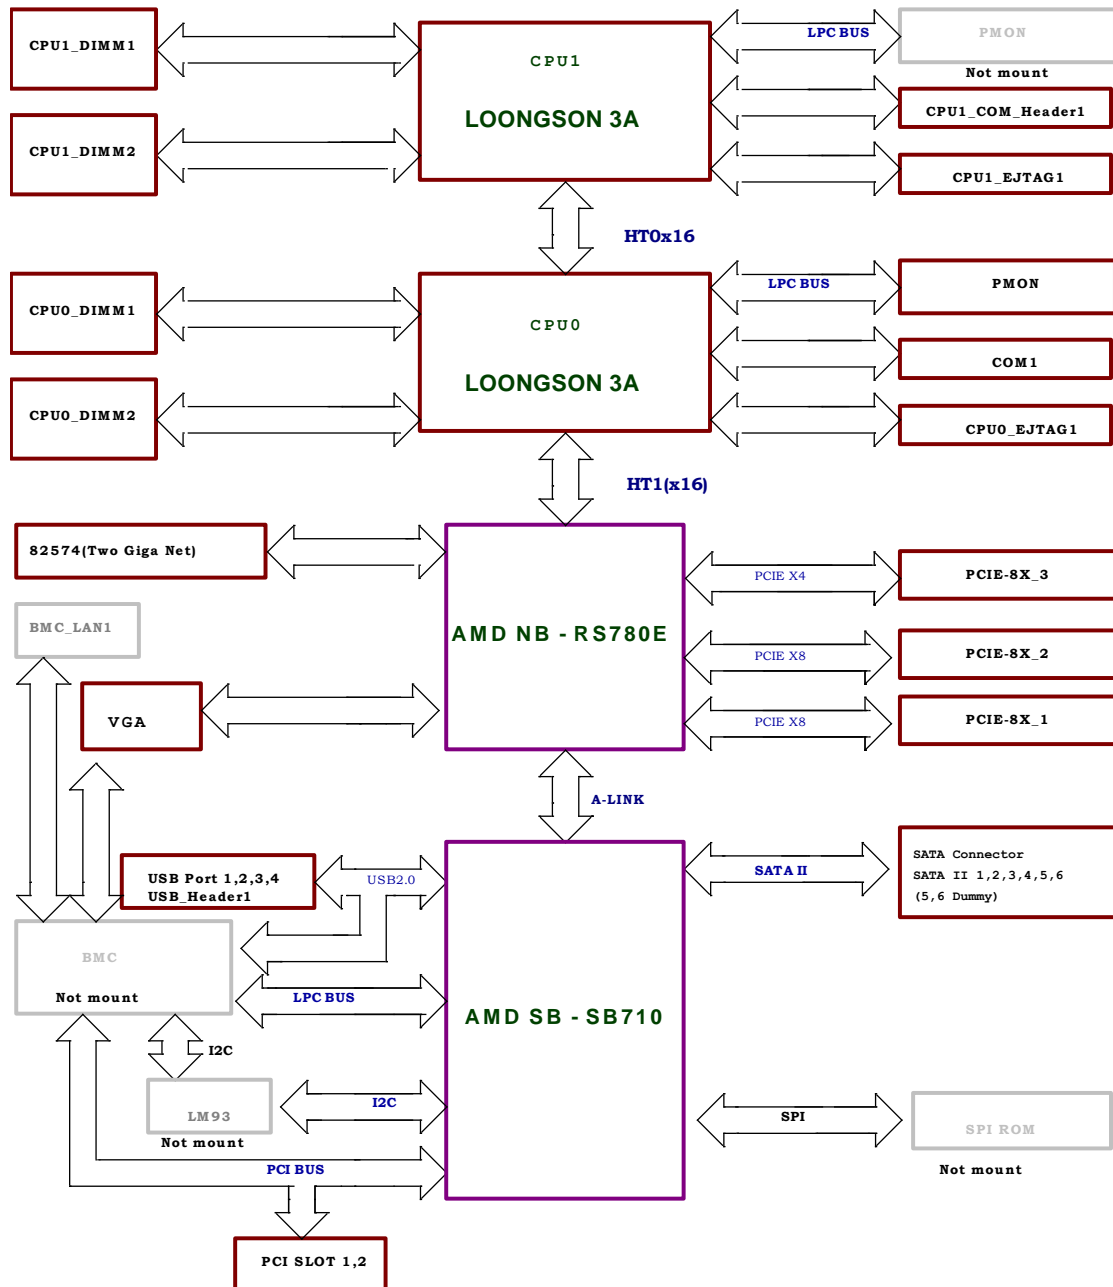 CPU1_DIMM1
CPU1
LPC BUS
PMON
Not mount
LOONGSON 3A
CPU1_COM_Header1
CPU1_DIMM2
CPU1_EJTAG1
HT0x16
CPU0_DIMM1
CPU0
LPC BUS
PMON
COM1
LOONGSON 3A
CPU0_DIMM2
CPU0_EJTAG1
HT1(x16)
82574(Two Giga Net)
PCIE X4
PCIE-8X_3
BMC_LAN1
AMD NB - RS780E
PCIE X8
PCIE-8X_2
VGA
PCIE X8
PCIE-8X_1
A-LINK
USB Port 1,2,3,4
USB_Header1
USB2.0
SATA II
SATA Connector
SATA II 1,2,3,4,5,6
(5,6 Dummy)
BMC
Not mount
LPC BUS
AMD SB - SB710
I2C
LM93
Not mount
I2C
SPI
SPI ROM
Not mount
PCI BUS
PCI SLOT 1,2